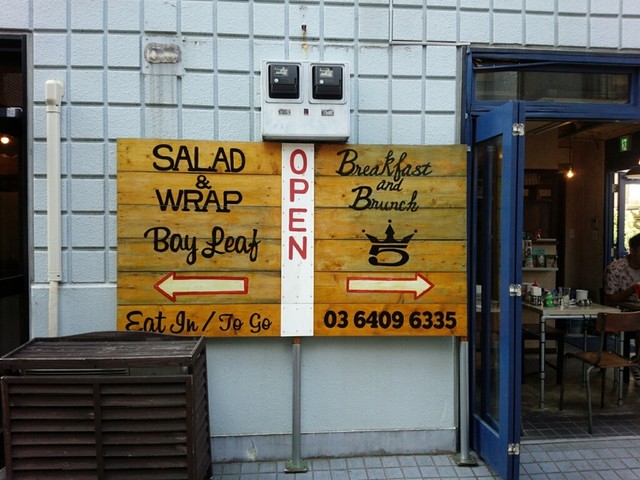 SALAD
&
WRAP
Bay Leaf
Eat In / To Go
OPEN
Breakfast
and
Brunch
5
03 6409 6335